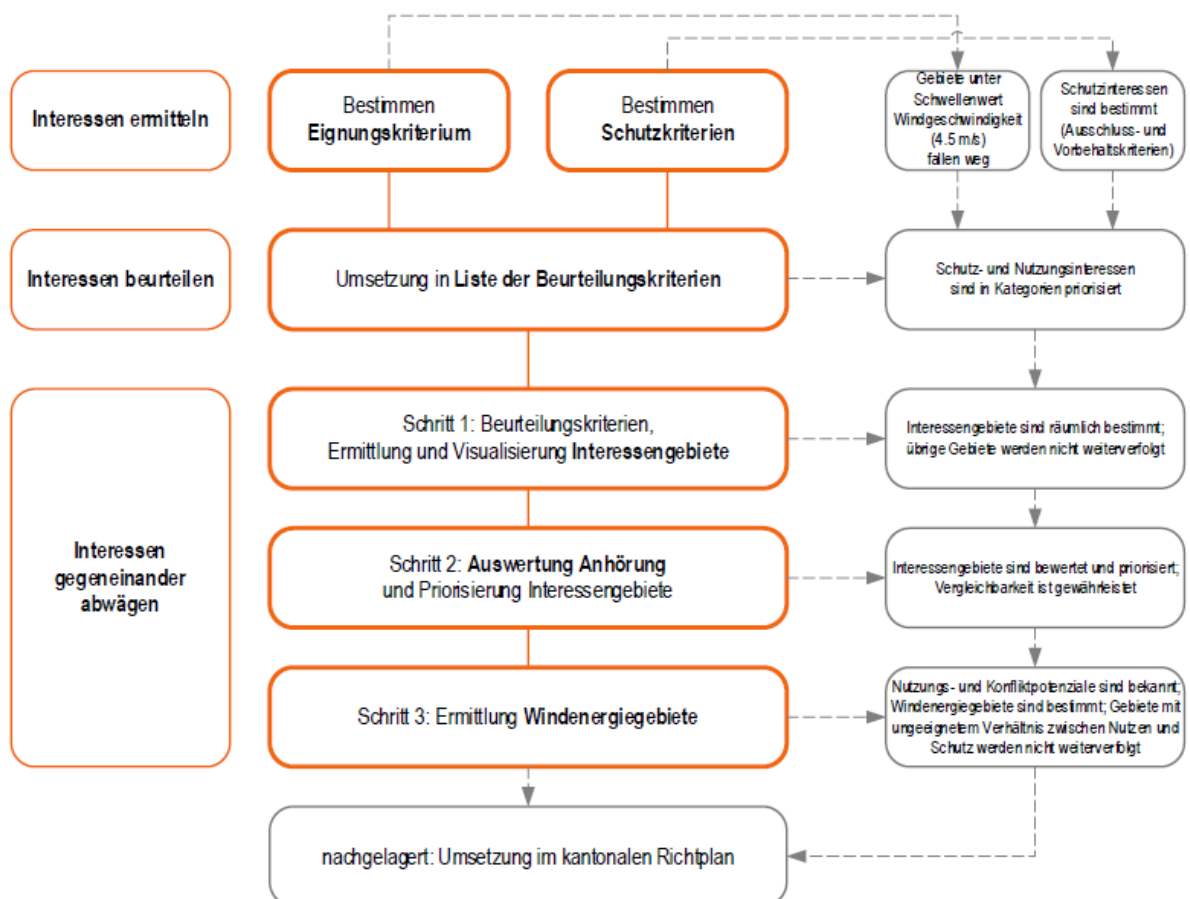 Interessen ermitteln
Bestimmen
Eignungskriterium
Bestimmen
Schutzkriterien
Gebiete unter
Schwellenwert
Windgeschwindigkeit
(4.5 m/s)
fallen weg
Schutzinteressen
sind bestimmt
(Ausschluss- und
Vorbehaltskriterien)
Interessen beurteilen
Umsetzung in Liste der Beurteilungskriterien
Schutz- und Nutzungsinteressen
sind in Kategorien priorisiert
Interessen
gegeneinander
abwägen
Schritt 1: Beurteilungskriterien,
Ermittlung und Visualisierung Interessengebiete
Interessengebiete sind räumlich bestimmt;
übrige Gebiete werden nicht weiterverfolgt
Schritt 2: Auswertung Anhörung
und Priorisierung Interessengebiete
Interessengebiete sind bewertet und priorisiert;
Vergleichbarkeit ist gewährleistet
Schritt 3: Ermittlung Windenergiegebiete
Nutzungs- und Konfliktpotenziale sind bekannt;
Windenergiegebiete sind bestimmt; Gebiete mit
ungeeignetem Verhältnis zwischen Nutzen und
Schutz werden nicht weiterverfolgt
nachgelagert: Umsetzung im kantonalen Richtplan